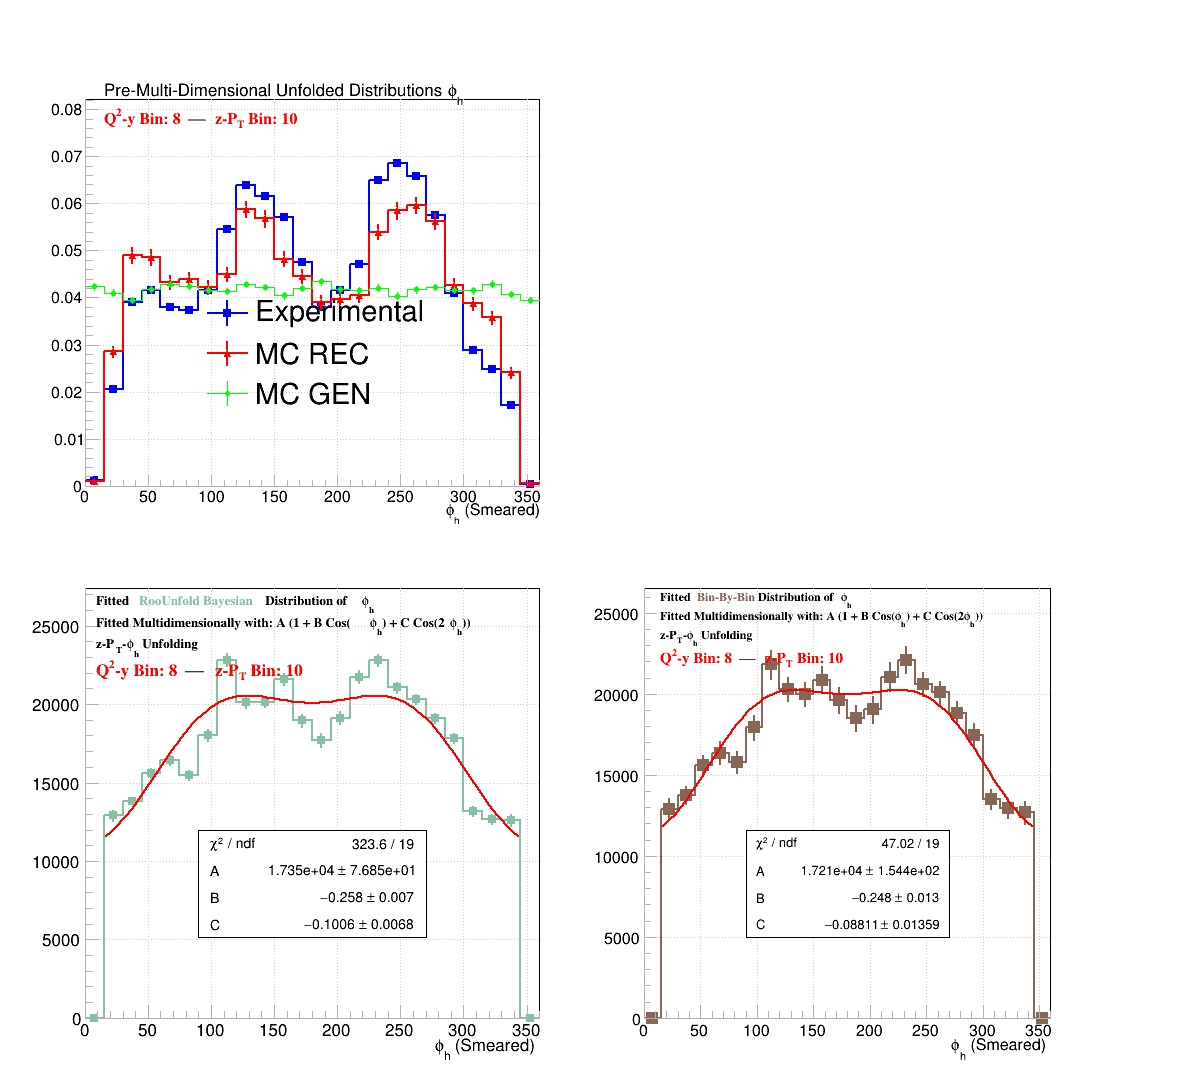 Pre-Multi-Dimensional Unfolded Distributions ϕh
Q2-y Bin: 8 — z-PT Bin: 10
0.08
0.07
0.06
0.05
0.04
0.03
0.02
0.01
0
Experimental
MC REC
MC GEN
0 50 100 150 200 250 300 350
ϕh (Smeared)
Fitted RooUnfold Bayesian Distribution of ϕh
Fitted Multidimensionally with: A (1 + B Cos( ϕh) + C Cos(2 ϕh))
z-PT-ϕh Unfolding
Q2-y Bin: 8 — z-PT Bin: 10
25000
20000
15000
10000
5000
0
χ2 / ndf 323.6 / 19
A 1.735e+04 ± 7.685e+01
B −0.258 ± 0.007
C −0.1006 ± 0.0068
0 50 100 150 200 250 300 350
ϕh (Smeared)
Fitted Bin-By-Bin Distribution of ϕh
Fitted Multidimensionally with: A (1 + B Cos(ϕh) + C Cos(2ϕh))
z-PT-ϕh Unfolding
Q2-y Bin: 8 — z-PT Bin: 10
25000
20000
15000
10000
5000
0
χ2 / ndf 47.02 / 19
A 1.721e+04 ± 1.544e+02
B −0.248 ± 0.013
C −0.08811 ± 0.01359
0 50 100 150 200 250 300 350
ϕh (Smeared)